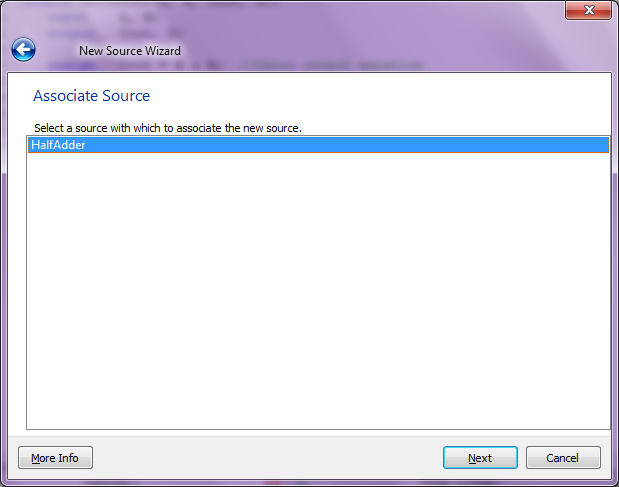 New Source Wizard
Associate Source
Select a source with which to associate the new source.
HalfAdder
More Info
Next
Cancel